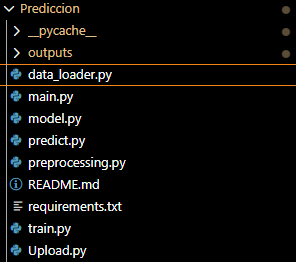 Prediccion
__pycache__
outputs
data_loader.py
main.py
model.py
predict.py
preprocessing.py
README.md
requirements.txt
train.py
Upload.py